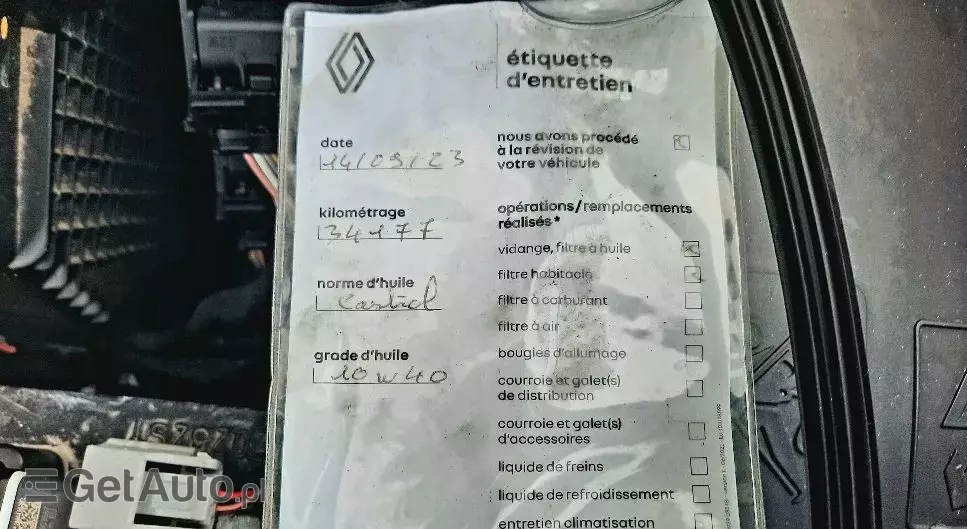 étiquette
d'entretien
date
14/09/23
nous avons procédé
à la révision de
votre véhicule
kilométrage
34177
opérations/remplacements
réalisés*
vidange, filtre à huile
norme d'huile
Castrol
filtre habitacle
filtre à carburant
filtre à air
grade d'huile
10w40
bougies d'allumage
courroie et galet(s)
de distribution
courroie et galet(s)
d'accessoires
liquide de freins
liquide de refroidissement
entretien climatisation
GetAuto.pl